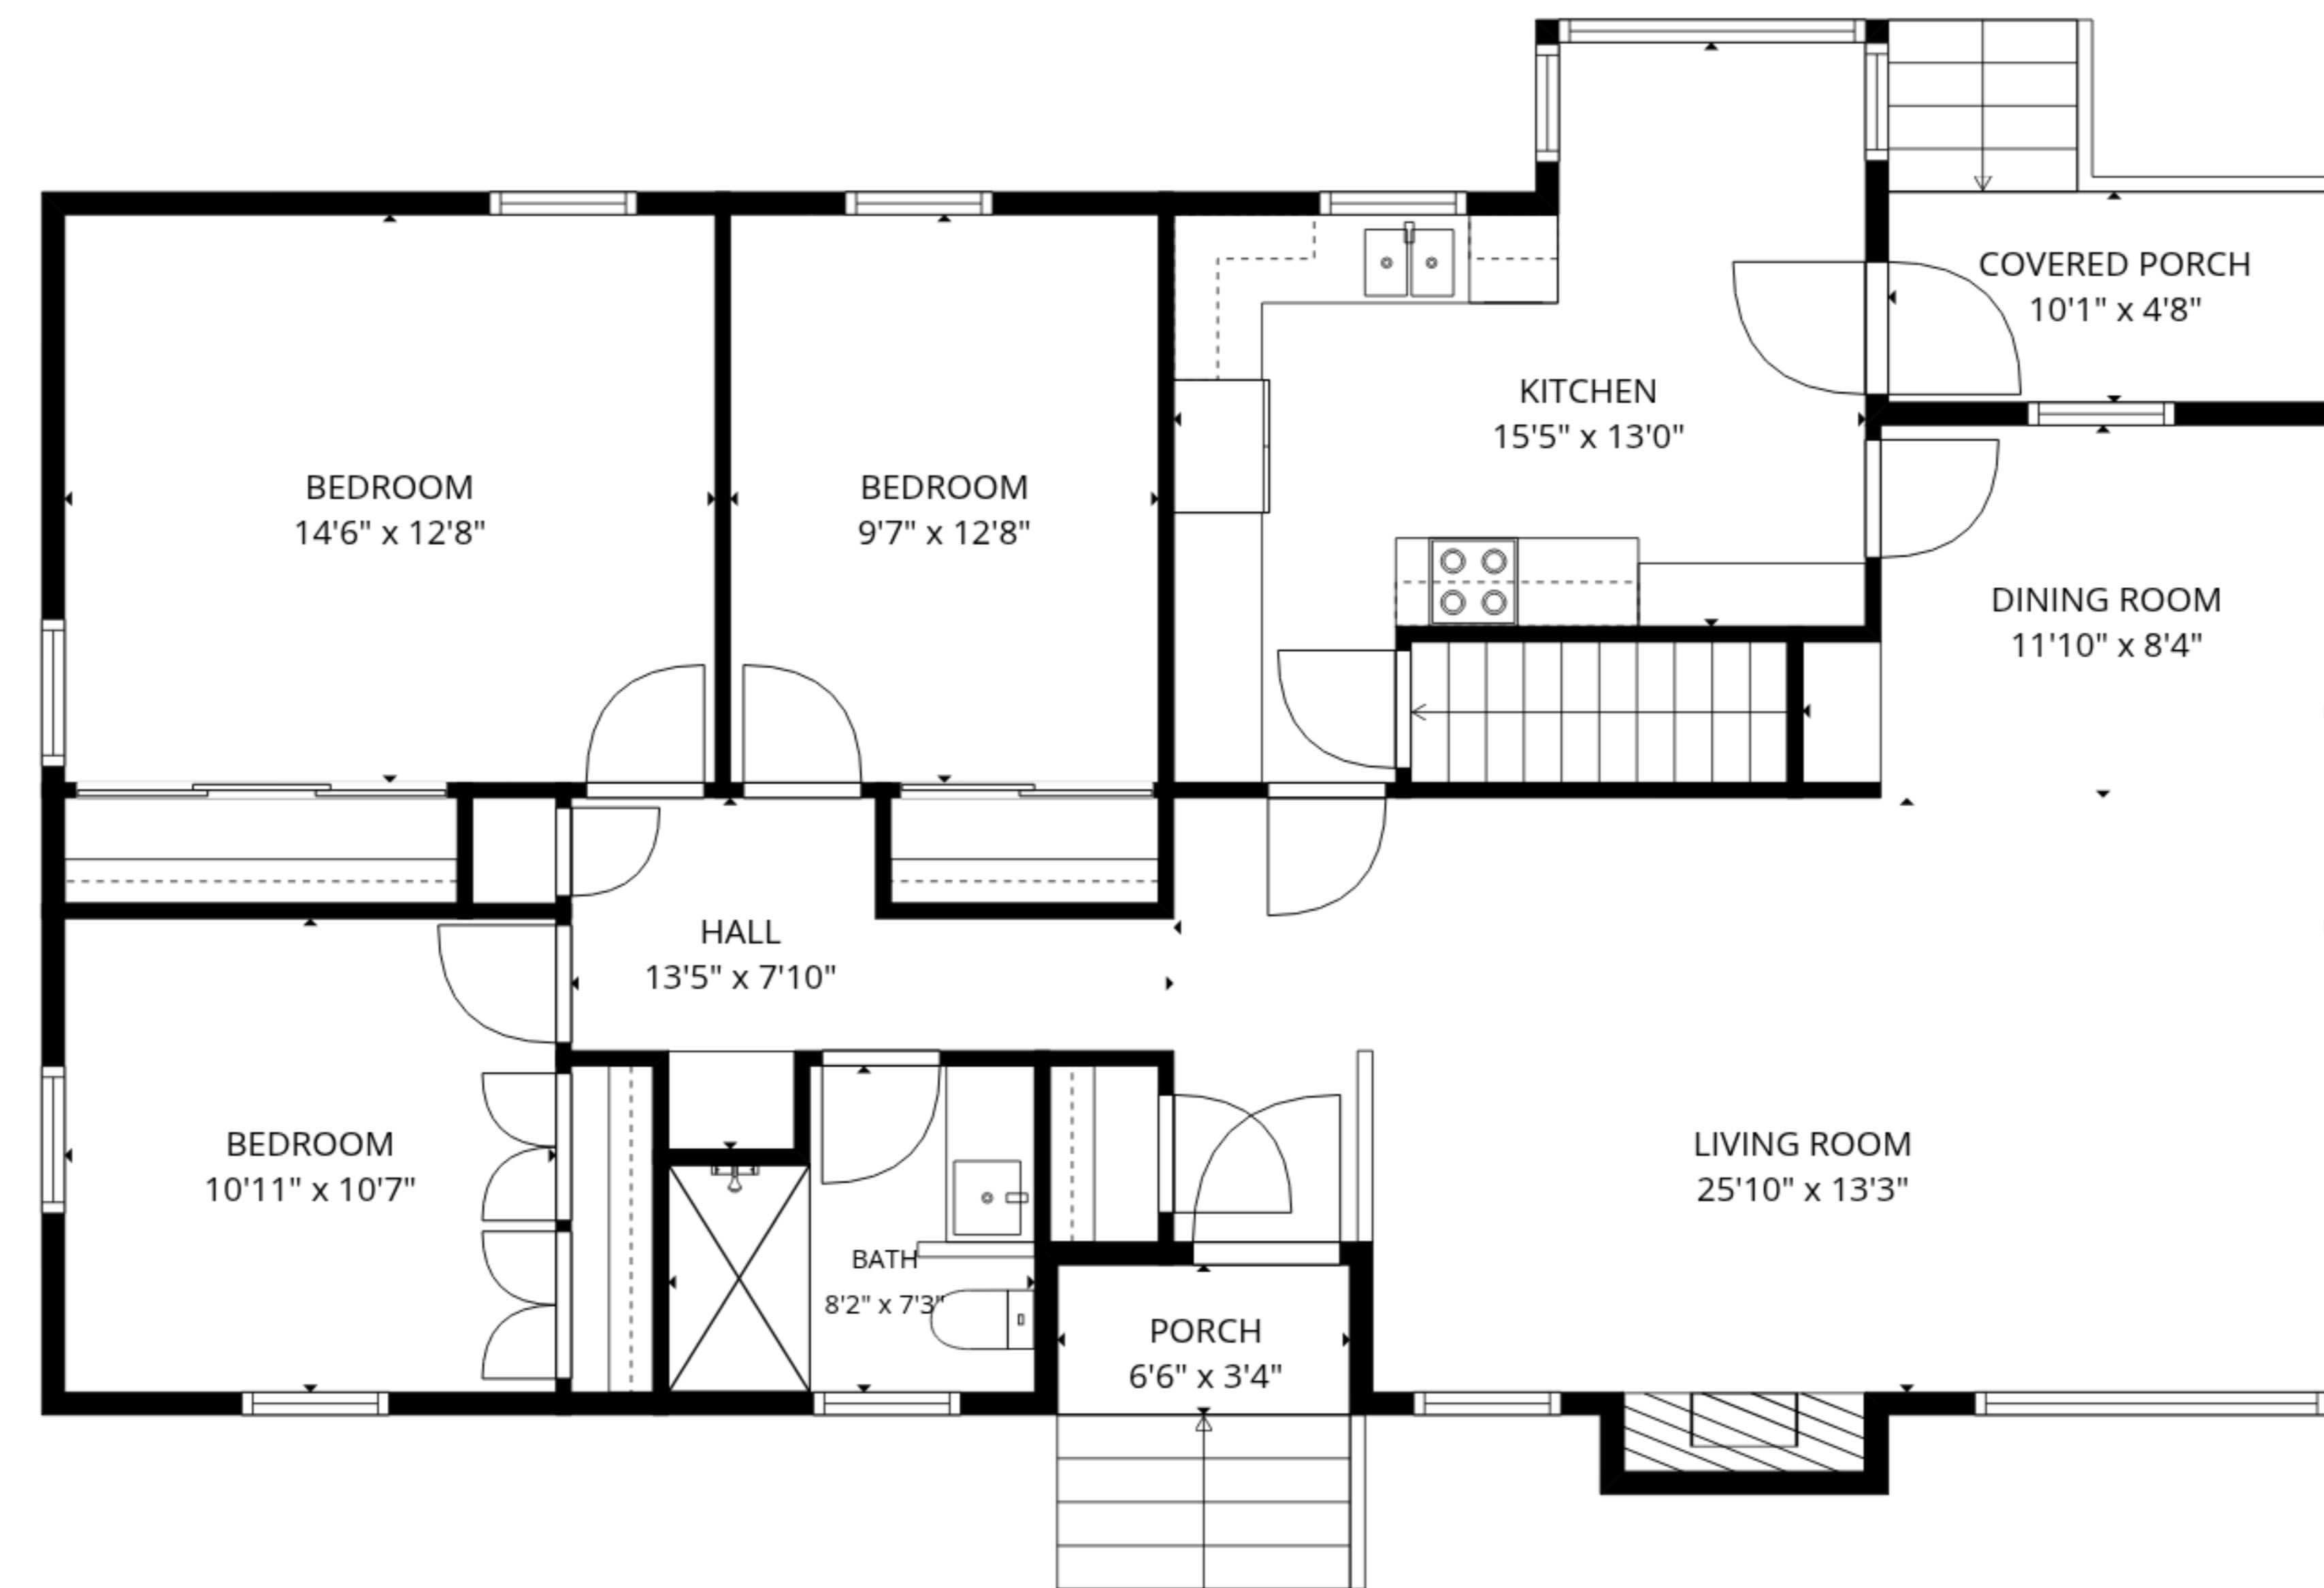 COVERED PORCH
10'1" x 4'8"
KITCHEN
15'5" x 13'0"
BEDROOM
14'6" x 12'8"
BEDROOM
9'7" x 12'8"
DINING ROOM
11'10" x 8'4"
HALL
13'5" x 7'10"
BEDROOM
10'11" x 10'7"
LIVING ROOM
25'10" x 13'3"
BATH
8'2" x 7'3"
PORCH
6'6" x 3'4"